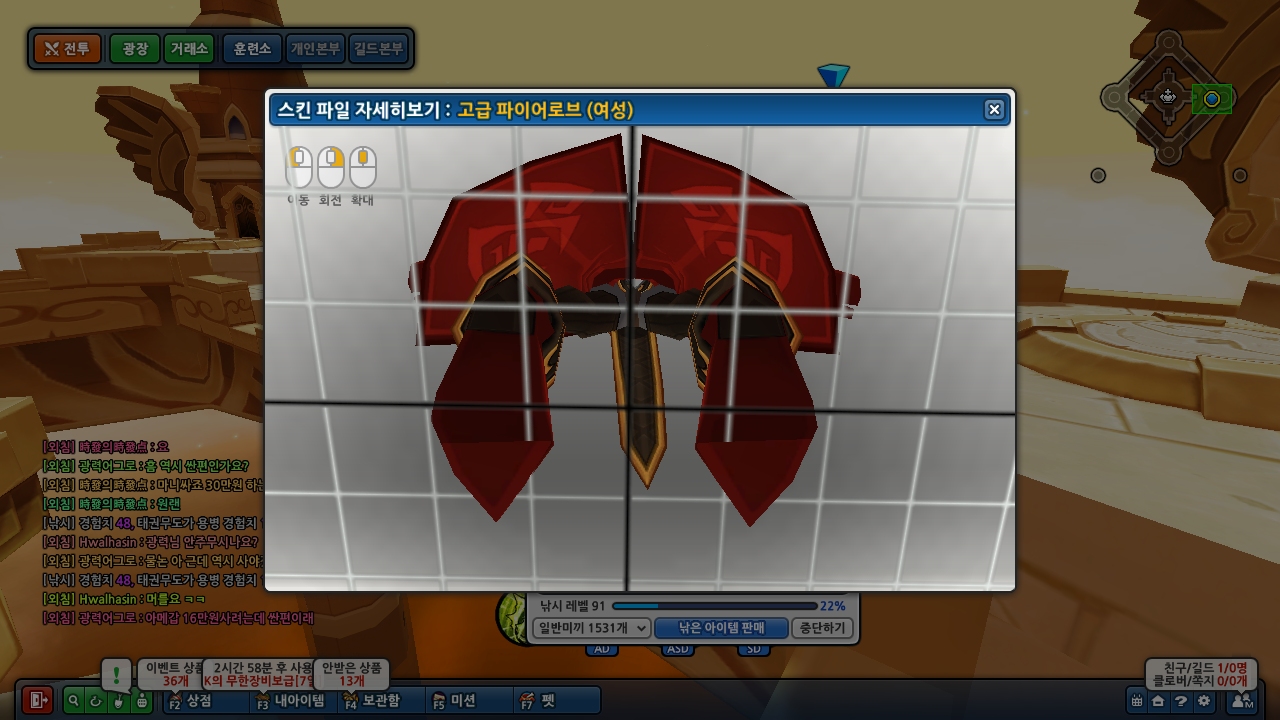 전투 광장 거래소 훈련소 개인본부 길드본부
스킨 파일 자세히보기 : 고급 파이어로브 (여성)
이동 회전 확대
[외침] 時發의時發点 : 요
[외침] 광력어그로 : 흠 역시 싼편인가요?
[외침] 時發의時發点 : 마니싸죠 30만원 하는
[외침] 時發의時發点 : 원랜
[낚시] 경험치 48, 태권무도가 용병 경험치
[외침] Hwalhasin : 광력님 안주무시나요?
[외침] 광력어그로 : 물논 아 근데 역시 사야
[낚시] 경험치 48, 태권무도가 용병 경험치
[외침] Hwalhasin : 머를요 ㅋㅋ
[외침] 광력어그로 : 아메갑 16만원사려는데 싼편이래
낚시 레벨 91 22%
일반미끼 1531개 낚은 아이템 판매 중단하기
AD ASD SD
이벤트 상품
36개
2시간 58분 후 사용
K의 무한장비보급[7일
안받은 상품
13개
친구/길드 1/0명
클로버/쪽지 0/0개
F2 상점 F3 내아이템 F4 보관함 F5 미션 F7 펫
M